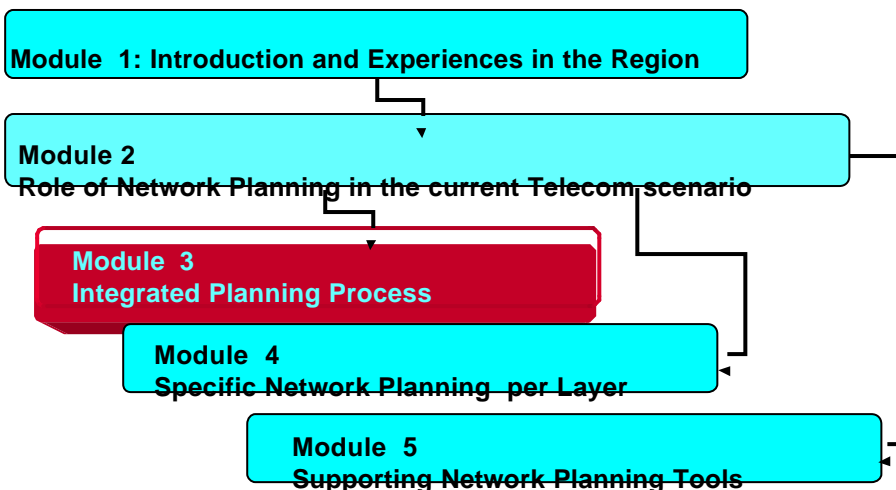 Module 1: Introduction and Experiences in the Region
Module 2
Role of Network Planning in the current Telecom scenario
Module 3
Integrated Planning Process
Module 4
Specific Network Planning per Layer
Module 5
Supporting Network Planning Tools